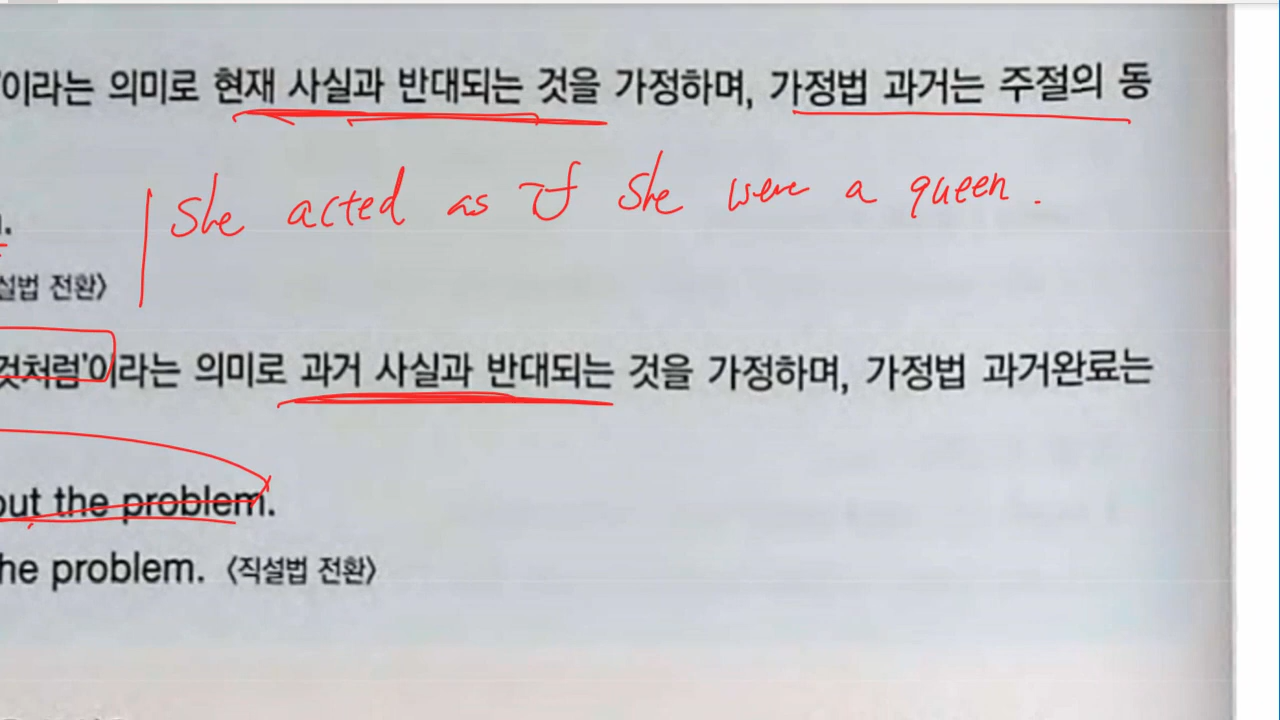 '이라는 의미로 현재 사실과 반대되는 것을 가정하며, 가정법 과거는 주절의 동
She acted as if she were a queen.
전환〉
것처럼'이라는 의미로 과거 사실과 반대되는 것을 가정하며, 가정법 과거완료는
the problem.
problem. 〈직설법 전환〉